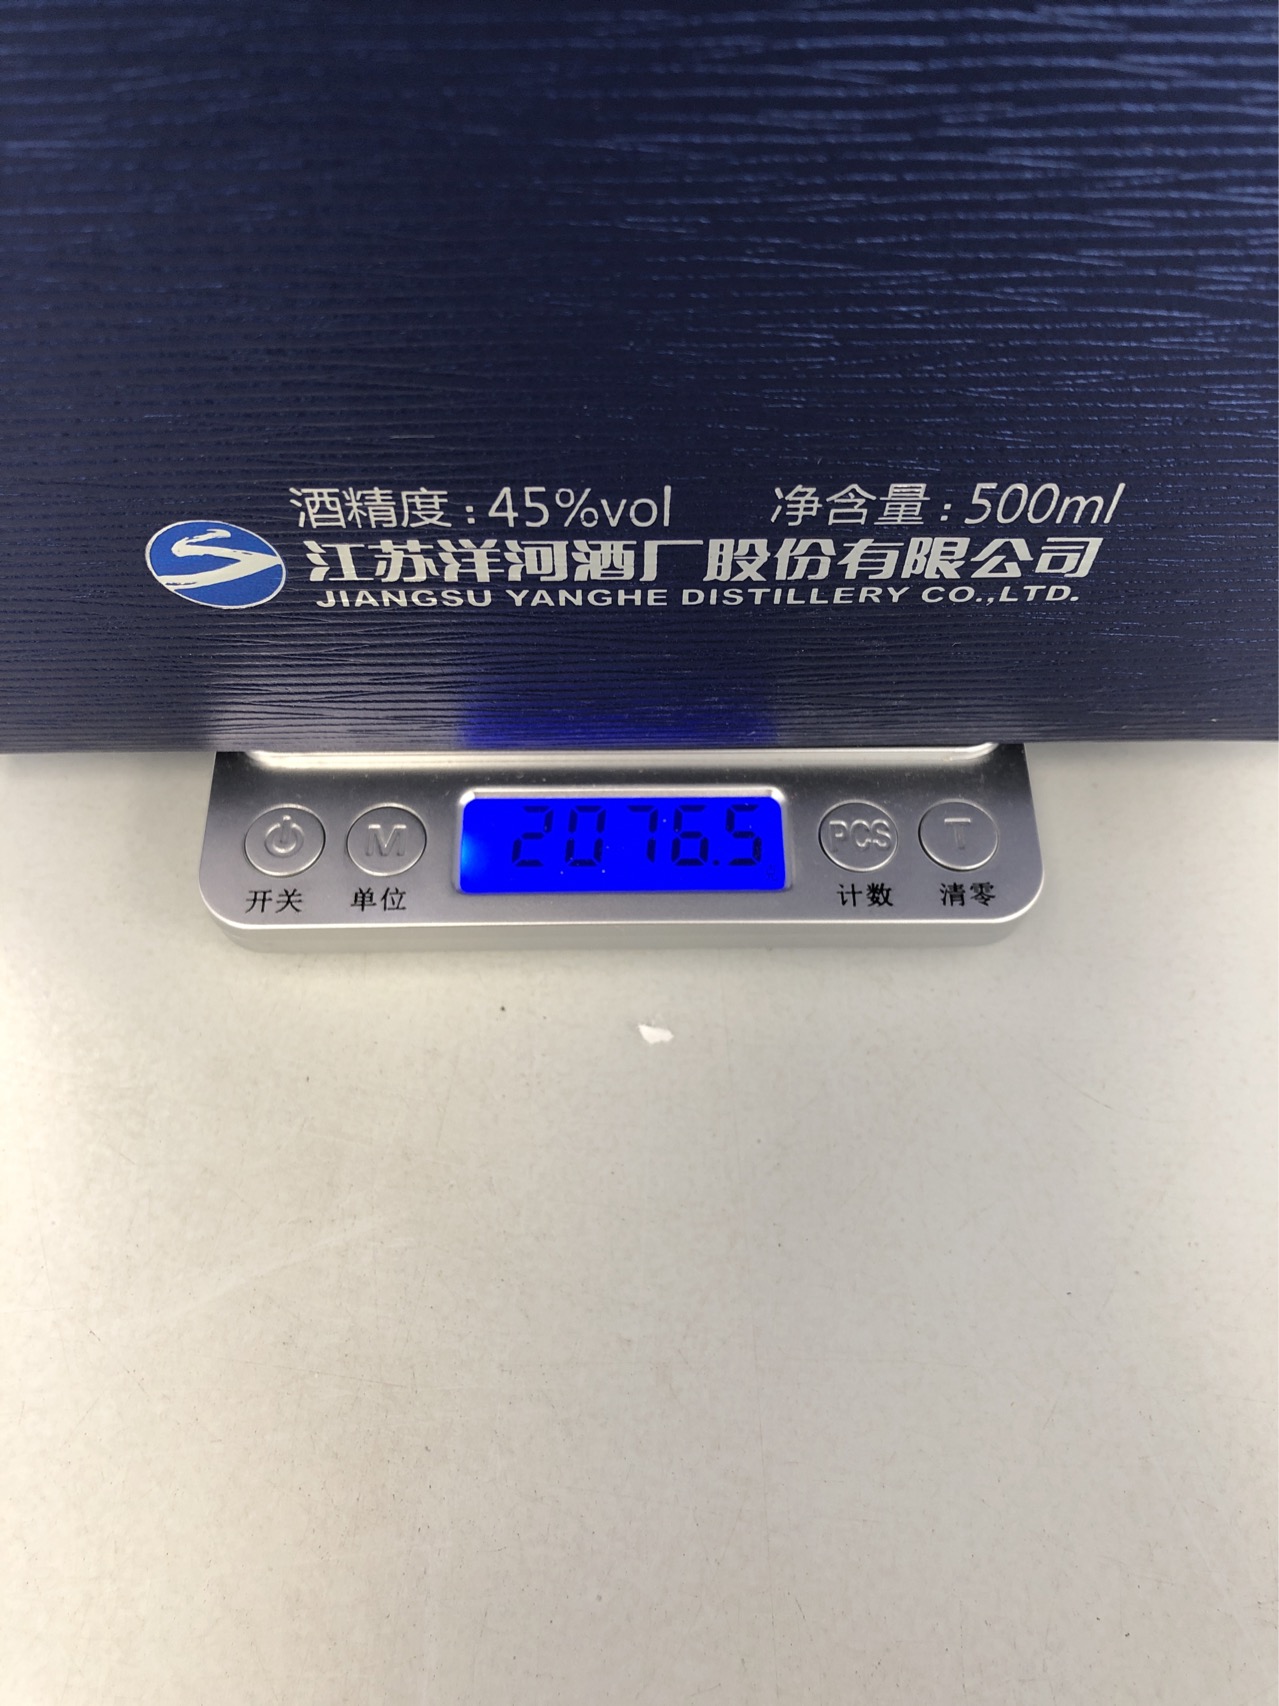 酒精度:45%vol 净含量:500ml
江苏洋河酒厂股份有限公司
JIANGSU YANGHE DISTILLERY CO.,LTD.
2076.5
M PCS T
开关 单位 计数 清零